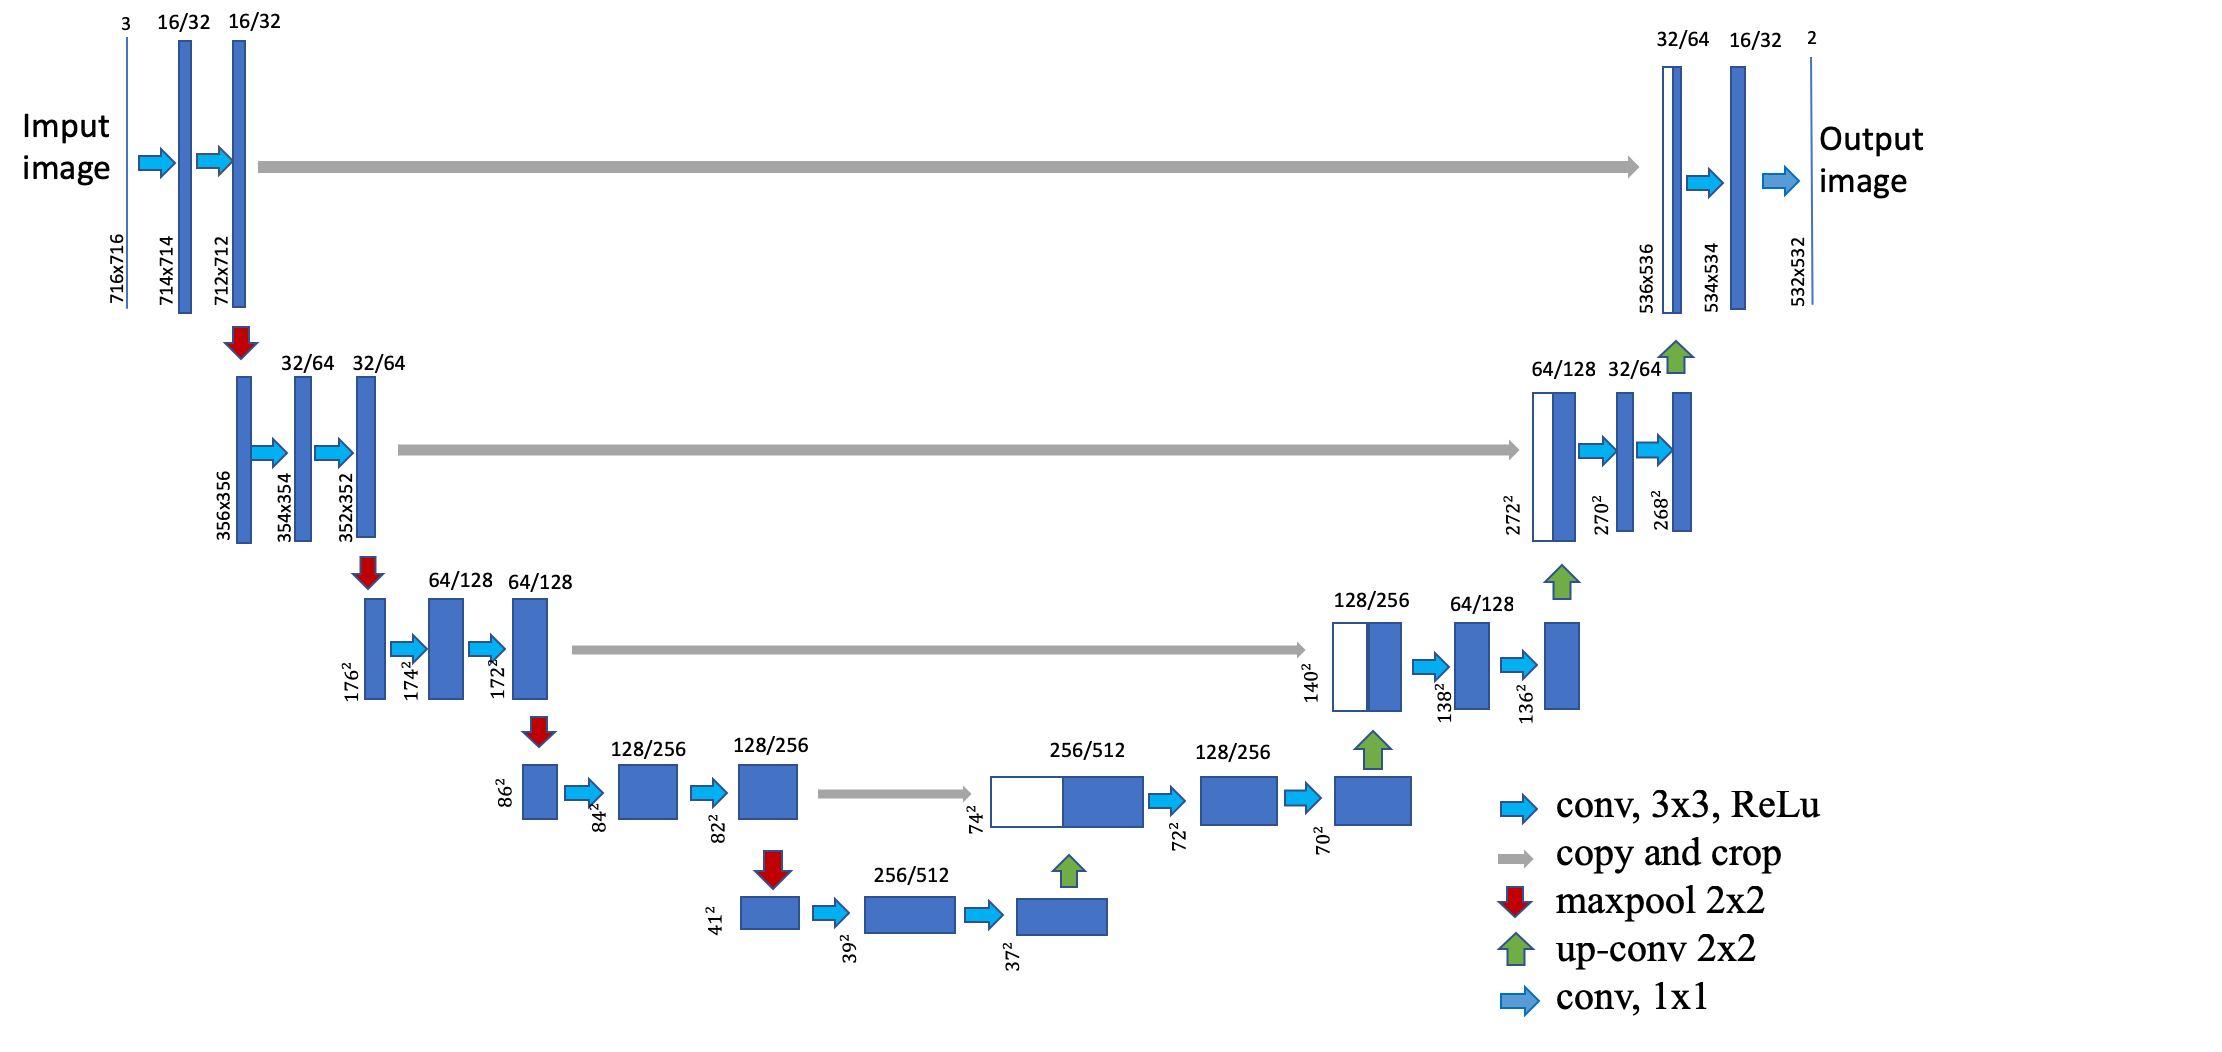 3
16/32
16/32
Imput
image
716x716
714x714
712x712
32/64
16/32
2
Output
image
536x536
534x534
532x532
32/64
32/64
356x356
354x354
352x352
64/128
32/64
272²
270²
268²
64/128
64/128
176²
174²
172²
128/256
64/128
140²
138²
136²
128/256
128/256
86²
84²
82²
256/512
128/256
74²
72²
70²
256/512
41²
39²
37²
conv, 3x3, ReLu
copy and crop
maxpool 2x2
up-conv 2x2
conv, 1x1